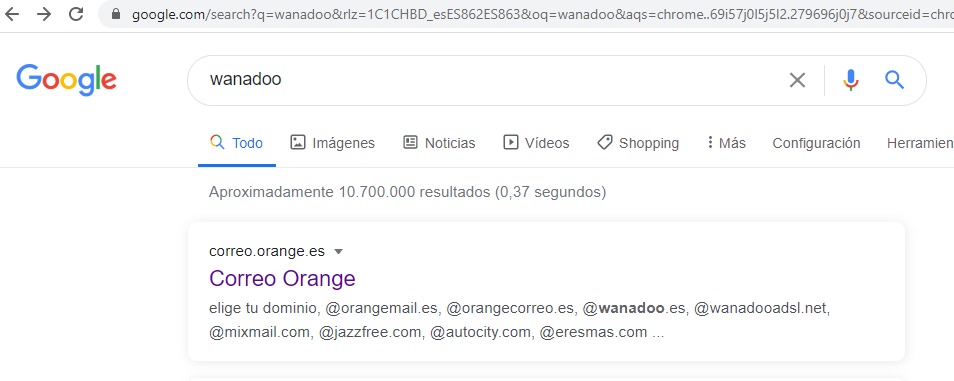 google.com/search?q=wanadoo&rlz=1C1CHBD_esES862ES863&oq=wanadoo&aqs=chrome..69i57j0l5j5l2.279696j0j7&sourceid=chr
Google
wanadoo
Todo Imágenes Noticias Vídeos Shopping Más Configuración Herramien
Aproximadamente 10.700.000 resultados (0,37 segundos)
correo.orange.es
Correo Orange
elige tu dominio, @orangemail.es, @orangecorreo.es, @wanadoo.es, @wanadooadsl.net,
@mixmail.com, @jazzfree.com, @autocity.com, @eresmas.com ...